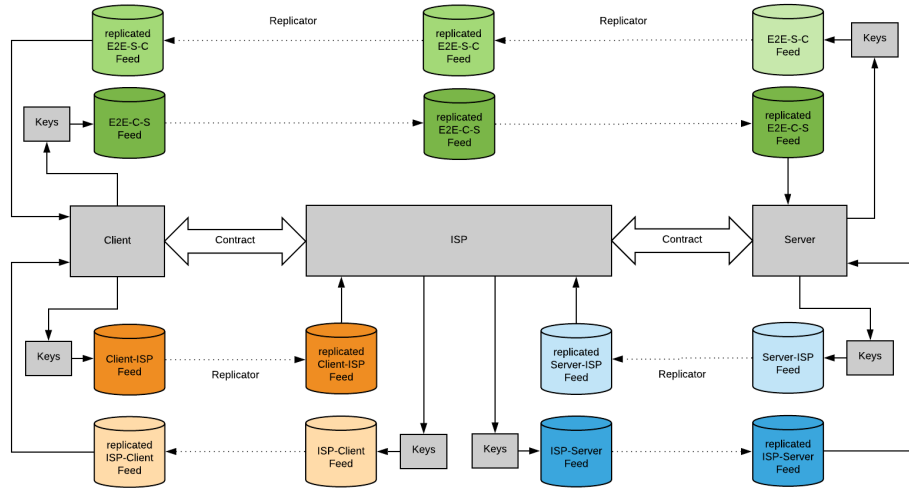 Replicator
Replicator
replicated
E2E-S-C
Feed
replicated
E2E-S-C
Feed
E2E-S-C
Feed
Keys
Keys
E2E-C-S
Feed
replicated
E2E-C-S
Feed
replicated
E2E-C-S
Feed
Client
Contract
ISP
Contract
Server
Keys
Client-ISP
Feed
Replicator
replicated
Client-ISP
Feed
replicated
Server-ISP
Feed
Replicator
Server-ISP
Feed
Keys
replicated
ISP-Client
Feed
ISP-Client
Feed
Keys
Keys
ISP-Server
Feed
replicated
ISP-Server
Feed